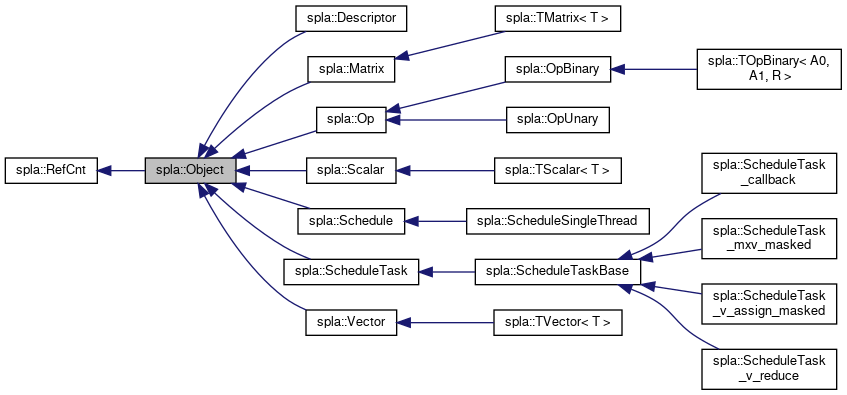 spla::Descriptor
spla::TMatrix< T >
spla::Matrix
spla::OpBinary
spla::TOpBinary< A0,
A1, R >
spla::Op
spla::OpUnary
spla::RefCnt
spla::Object
spla::Scalar
spla::TScalar< T >
spla::ScheduleTask
_callback
spla::Schedule
spla::ScheduleSingleThread
spla::ScheduleTask
_mxv_masked
spla::ScheduleTask
spla::ScheduleTaskBase
spla::ScheduleTask
_v_assign_masked
spla::Vector
spla::TVector< T >
spla::ScheduleTask
_v_reduce